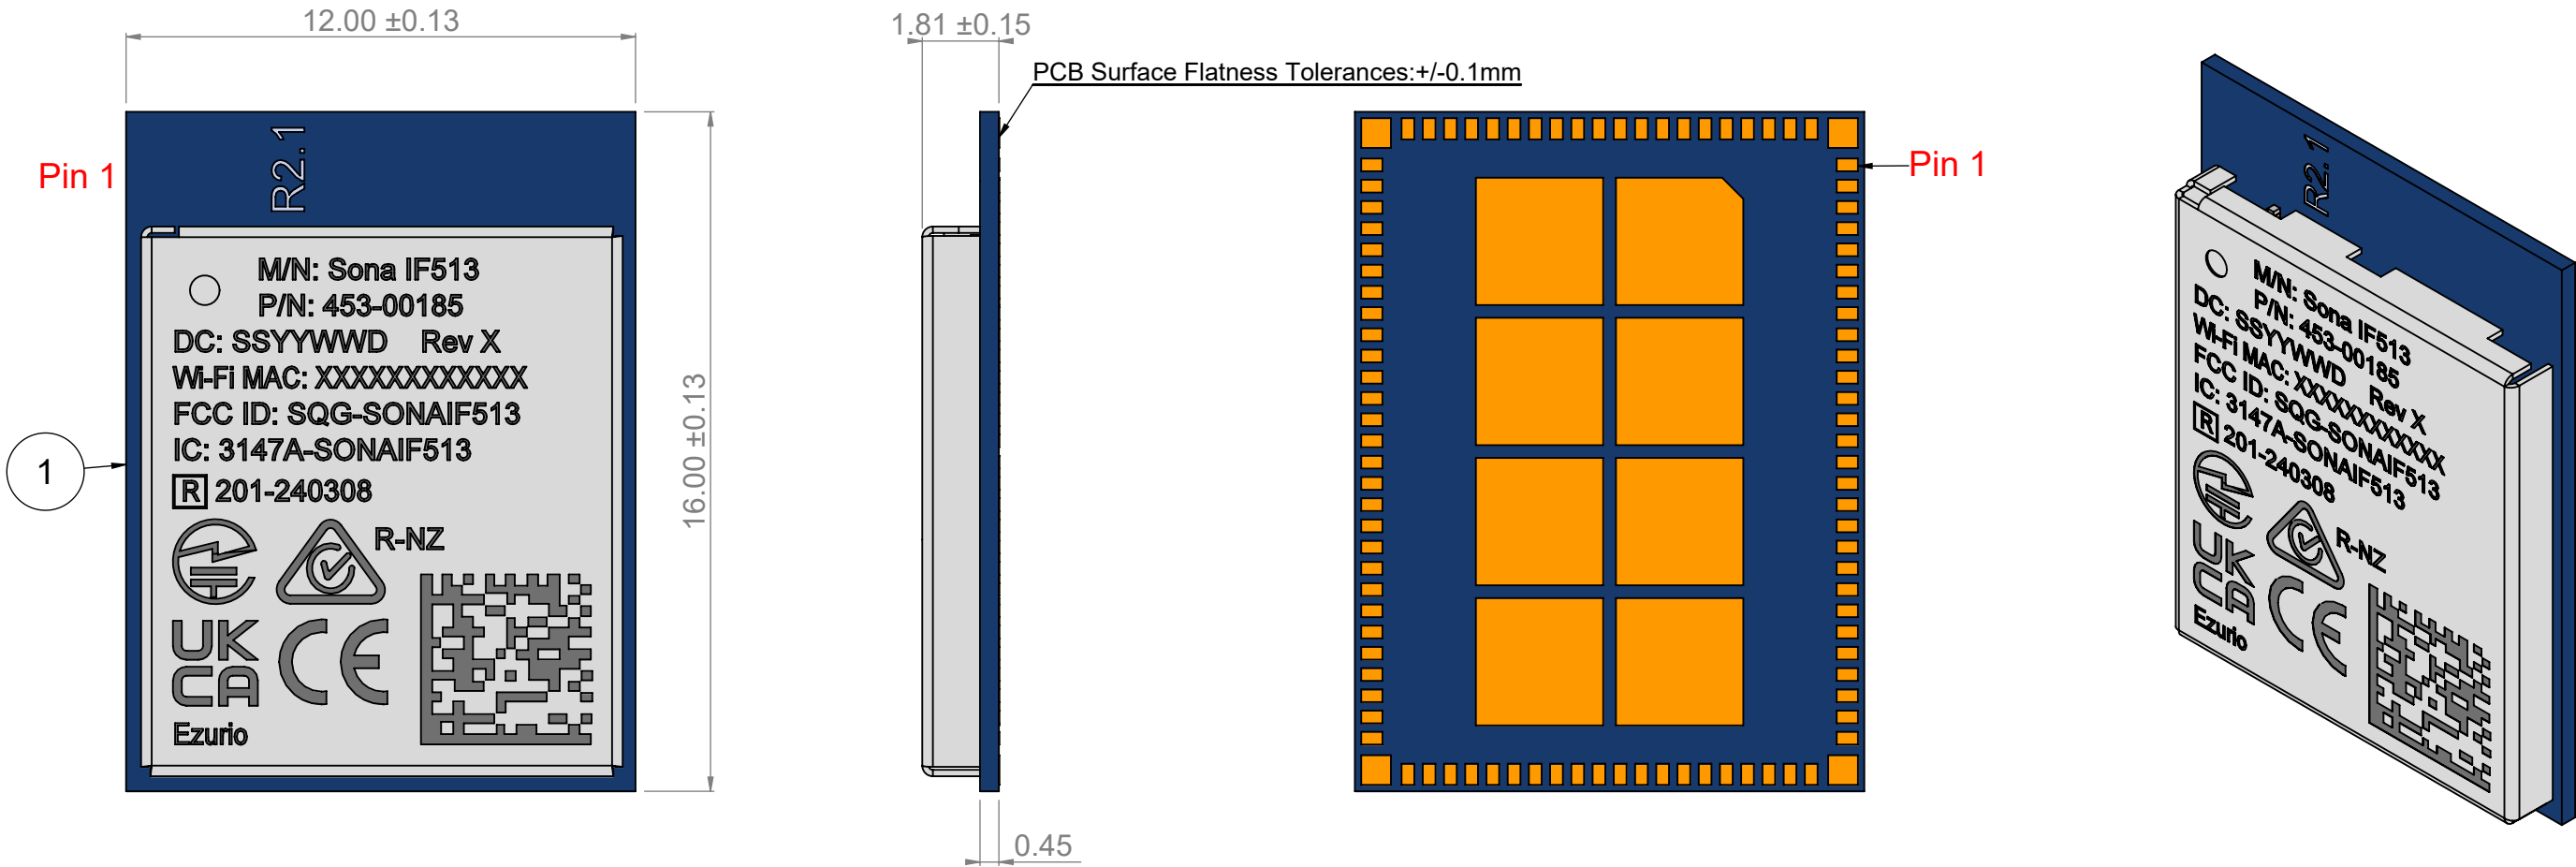 12.00 ±0.13
1.81 ±0.15
PCB Surface Flatness Tolerances:+/-0.1mm
Pin 1
R2.1
M/N: Sona IF513
P/N: 453-00185
DC: SSYYWWD Rev X
Wi-Fi MAC: XXXXXXXXXXXX
FCC ID: SQG-SONAIF513
IC: 3147A-SONAIF513
R 201-240308
R-NZ
UK
CA
CE
Ezurio
1
16.00 ±0.13
0.45
Pin 1
R2.1
M/N: Sona IF513
P/N: 453-00185
DC: SSYYWWD Rev X
Wi-Fi MAC: XXXXXXXXXXXX
FCC ID: SQG-SONAIF513
IC: 3147A-SONAIF513
R 201-240308
R-NZ
UK
CA
CE
Ezurio